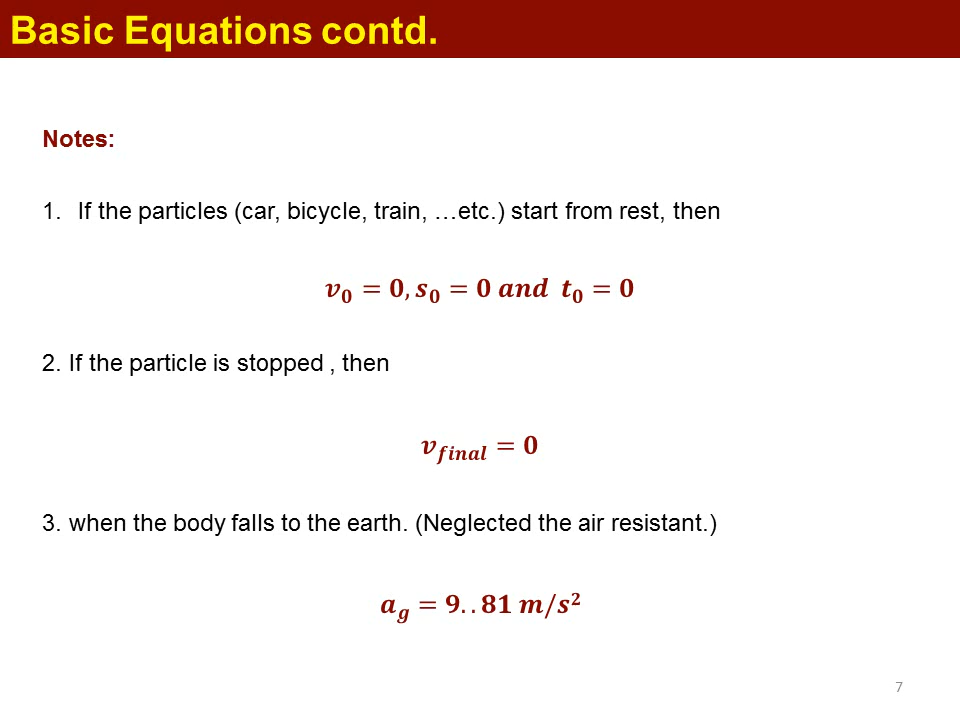 Basic Equations contd.
Notes:
1. If the particles (car, bicycle, train, …etc.) start from rest, then
𝒗₀ = 𝟎, 𝒔₀ = 𝟎 𝒂𝒏𝒅 𝒕₀ = 𝟎
2. If the particle is stopped , then
𝒗_𝒇𝒊𝒏𝒂𝒍 = 𝟎
3. when the body falls to the earth. (Neglected the air resistant.)
𝒂_𝒈 = 𝟗. . 𝟖𝟏 𝒎/𝒔²
7